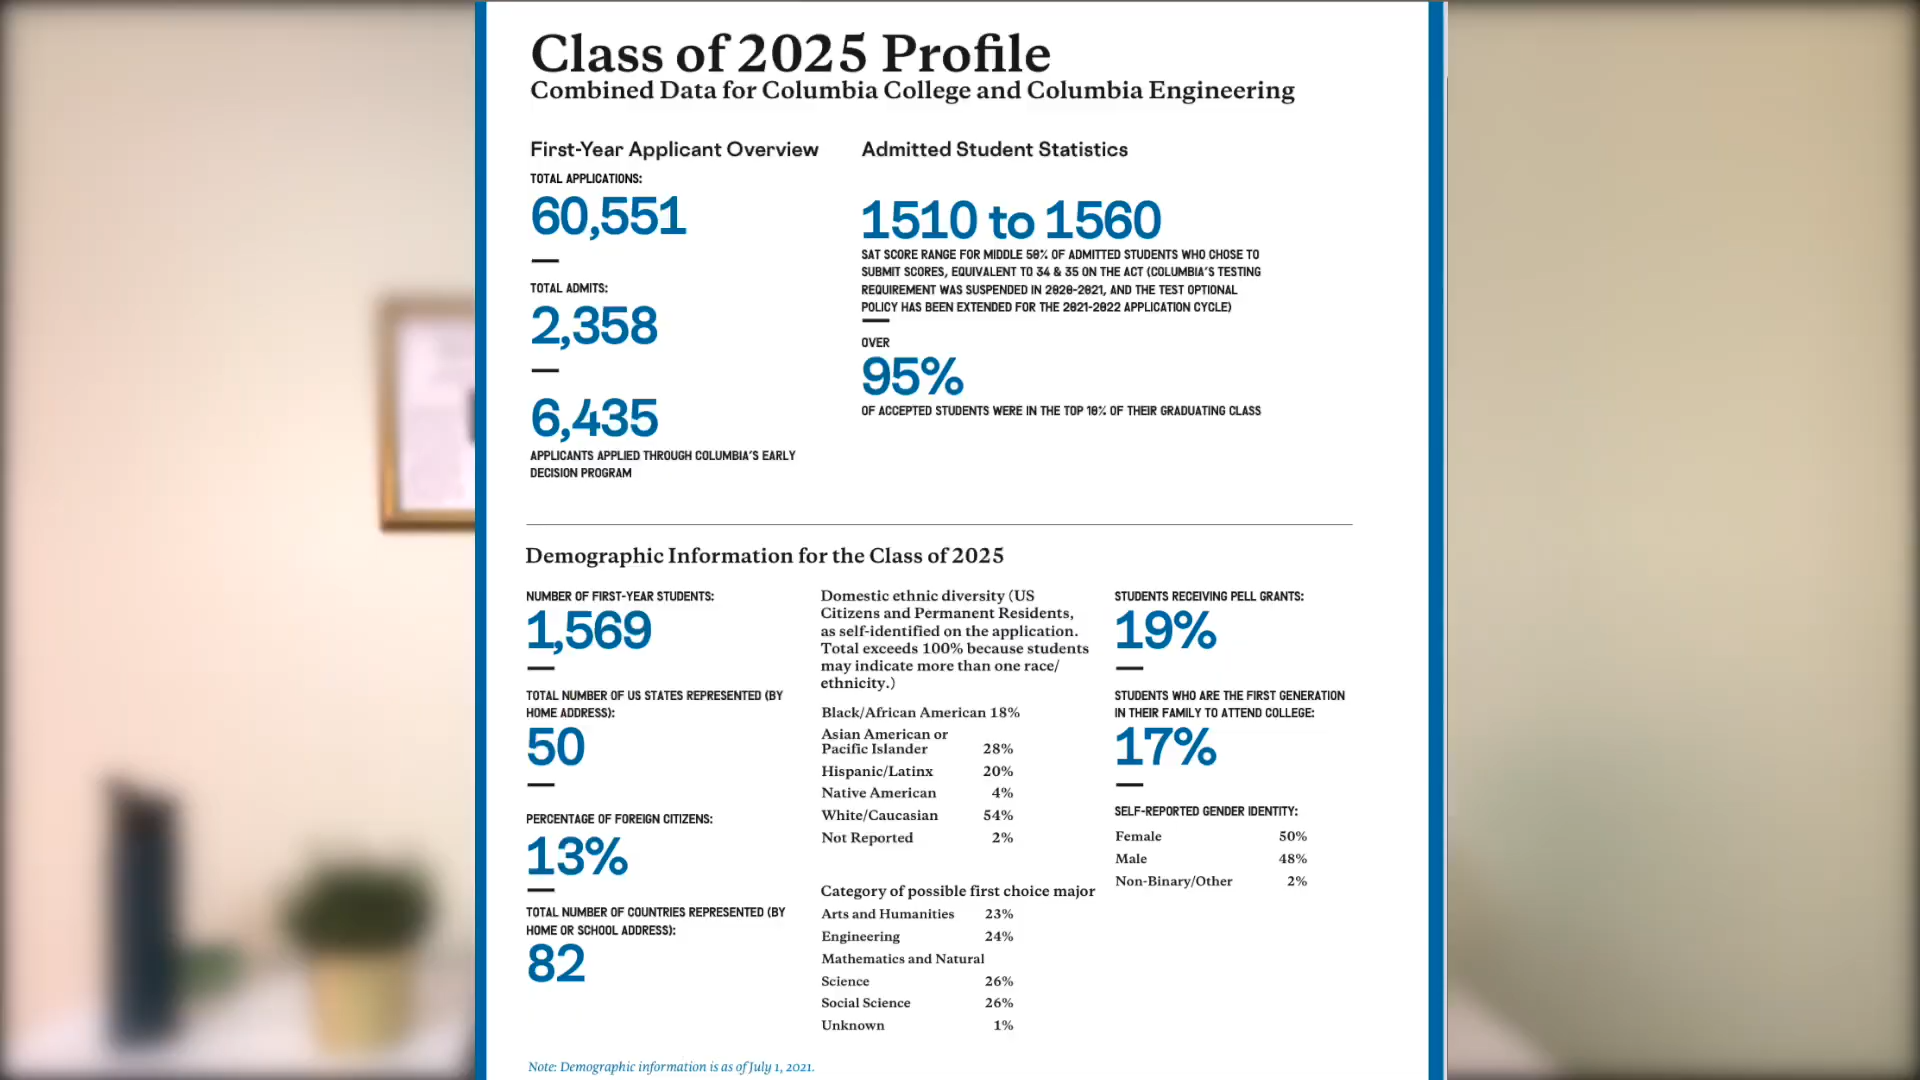 Class of 2025 Profile
Combined Data for Columbia College and Columbia Engineering
First-Year Applicant Overview
TOTAL APPLICATIONS:
60,551
TOTAL ADMITS:
2,358
6,435
APPLICANTS APPLIED THROUGH COLUMBIA'S EARLY
DECISION PROGRAM
Admitted Student Statistics
1510 to 1560
SAT SCORE RANGE FOR MIDDLE 50% OF ADMITTED STUDENTS WHO CHOSE TO
SUBMIT SCORES, EQUIVALENT TO 34 & 35 ON THE ACT (COLUMBIA'S TESTING
REQUIREMENT WAS SUSPENDED IN 2020-2021, AND THE TEST OPTIONAL
POLICY HAS BEEN EXTENDED FOR THE 2021-2022 APPLICATION CYCLE)
OVER
95%
OF ACCEPTED STUDENTS WERE IN THE TOP 10% OF THEIR GRADUATING CLASS
Demographic Information for the Class of 2025
NUMBER OF FIRST-YEAR STUDENTS:
1,569
TOTAL NUMBER OF US STATES REPRESENTED (BY
HOME ADDRESS):
50
PERCENTAGE OF FOREIGN CITIZENS:
13%
TOTAL NUMBER OF COUNTRIES REPRESENTED (BY
HOME OR SCHOOL ADDRESS):
82
Domestic ethnic diversity (US
Citizens and Permanent Residents,
as self-identified on the application.
Total exceeds 100% because students
may indicate more than one race/
ethnicity.)
Black/African American 18%
Asian American or
Pacific Islander 28%
Hispanic/Latinx 20%
Native American 4%
White/Caucasian 54%
Not Reported 2%
Category of possible first choice major
Arts and Humanities 23%
Engineering 24%
Mathematics and Natural
Science 26%
Social Science 26%
Unknown 1%
STUDENTS RECEIVING PELL GRANTS:
19%
STUDENTS WHO ARE THE FIRST GENERATION
IN THEIR FAMILY TO ATTEND COLLEGE:
17%
SELF-REPORTED GENDER IDENTITY:
Female 50%
Male 48%
Non-Binary/Other 2%
Note: Demographic information is as of July 1, 2021.